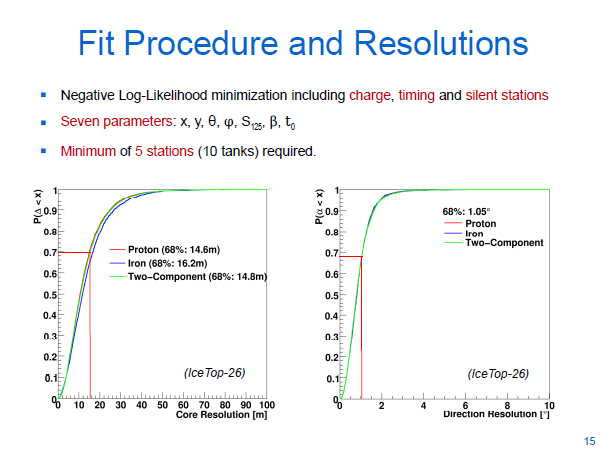 Fit Procedure and Resolutions
Negative Log-Likelihood minimization including charge, timing and silent stations
Seven parameters: x, y, θ, φ, S125, β, t0
Minimum of 5 stations (10 tanks) required.
P(Δ < x)
1
0.9
0.8
0.7
0.6
0.5
0.4
0.3
0.2
0.1
0
Proton (68%: 14.6m)
Iron (68%: 16.2m)
Two−Component (68%: 14.8m)
(IceTop-26)
0 10 20 30 40 50 60 70 80 90 100
Core Resolution [m]
P(α < x)
1
0.9
0.8
0.7
0.6
0.5
0.4
0.3
0.2
0.1
0
68%: 1.05°
Proton
Iron
Two−Component
(IceTop-26)
0 2 4 6 8 10
Direction Resolution [°]
15